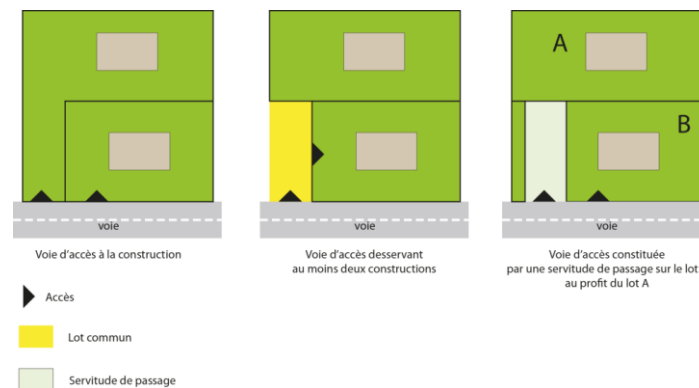 A
B
voie
voie
voie
Voie d'accès à la construction
Voie d'accès desservant
au moins deux constructions
Voie d'accès constituée
par une servitude de passage sur le lot
au profit du lot A
Accès
Lot commun
Servitude de passage